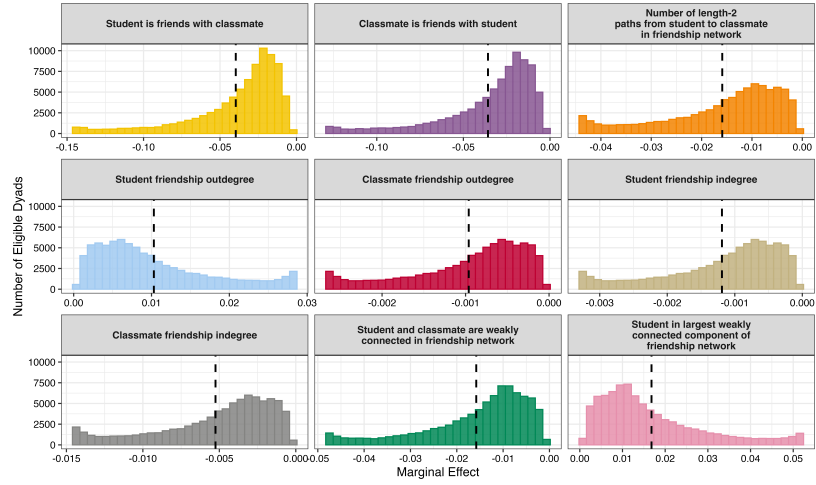 Student is friends with classmate
Classmate is friends with student
Number of length-2
paths from student to classmate
in friendship network
10000
7500
5000
2500
0
-0.15 -0.10 -0.05 0.00
-0.10 -0.05 0.00
-0.04 -0.03 -0.02 -0.01 0.00
Student friendship outdegree
Classmate friendship outdegree
Student friendship indegree
10000
7500
5000
2500
0
0.00 0.01 0.02 0.03
-0.002 -0.001 0.000
-0.003 -0.002 -0.001 0.000
Classmate friendship indegree
Student and classmate are weakly
connected in friendship network
Student in largest weakly
connected component of
friendship network
10000
7500
5000
2500
0
-0.015 -0.010 -0.005 0.000
-0.05 -0.04 -0.03 -0.02 -0.01 0.00
0.00 0.01 0.02 0.03 0.04 0.05
Number of Eligible Dyads
Marginal Effect